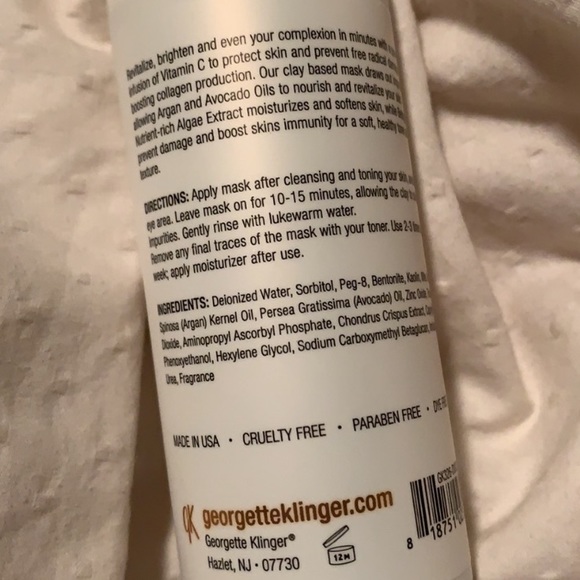 Revitalize, brighten and even your complexion in minutes with
infusion of Vitamin C to protect skin and prevent free radical
boosting collagen production. Our clay based mask draws out
allowing Argan and Avocado Oils to nourish and revitalize your
Nutrient-rich Algae Extract moisturizes and softens skin, while
prevent damage and boost skins immunity for a soft, healthy
texture.
DIRECTIONS: Apply mask after cleansing and toning your skin,
eye area. Leave mask on for 10-15 minutes, allowing the clay to
impurities. Gently rinse with lukewarm water.
Remove any final traces of the mask with your toner. Use 2-3
week; apply moisturizer after use.
INGREDIENTS: Deionized Water, Sorbitol, Peg-8, Bentonite, Kaolin,
Spinosa (Argan) Kernel Oil, Persea Gratissima (Avocado) Oil, Zinc Oxide,
Dioxide, Aminopropyl Ascorbyl Phosphate, Chondrus Crispus Extract,
Phenoxyethanol, Hexylene Glycol, Sodium Carboxymethyl Betaglucan,
Urea, Fragrance
MADE IN USA • CRUELTY FREE • PARABEN FREE • DYE
GK georgetteklinger.com
Georgette Klinger®
Hazlet, NJ • 07730
12M
8 18751